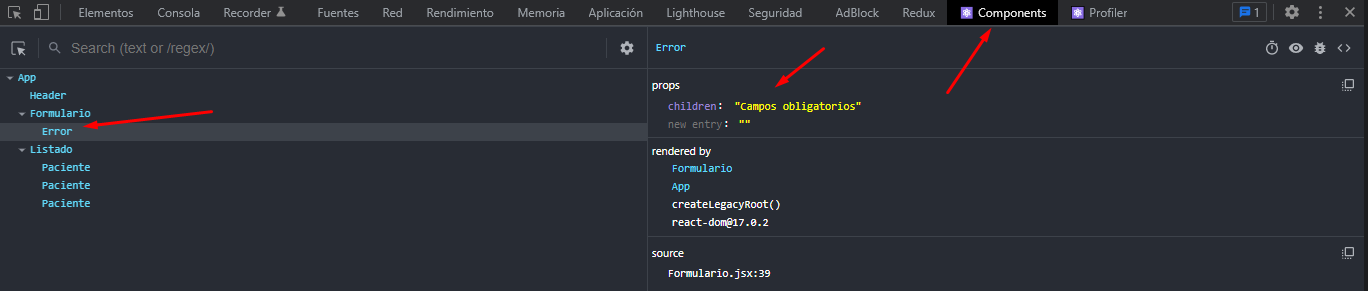 Elementos Consola Recorder Fuentes Red Rendimiento Memoria Aplicación Lighthouse Seguridad AdBlock Redux Components Profiler 1
Search (text or /regex/)
App
Header
Formulario
Error
Listado
Paciente
Paciente
Paciente
Error
props
children: "Campos obligatorios"
new entry: ""
rendered by
Formulario
App
createLegacyRoot()
react-dom@17.0.2
source
Formulario.jsx:39